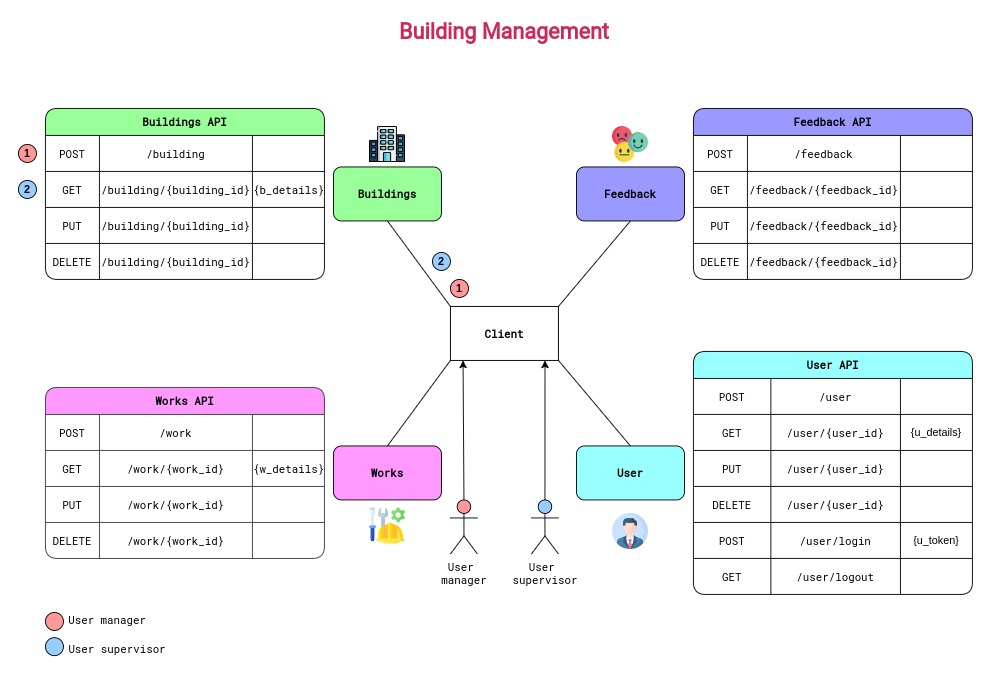 Building Management
Buildings API
1 POST /building
2 GET /building/{building_id} {b_details}
PUT /building/{building_id}
DELETE /building/{building_id}
Buildings
Feedback
Feedback API
POST /feedback
GET /feedback/{feedback_id}
PUT /feedback/{feedback_id}
DELETE /feedback/{feedback_id}
2
1
Client
Works API
POST /work
GET /work/{work_id} {w_details}
PUT /work/{work_id}
DELETE /work/{work_id}
Works
User
User API
POST /user
GET /user/{user_id} {u_details}
PUT /user/{user_id}
DELETE /user/{user_id}
POST /user/login {u_token}
GET /user/logout
User
manager
User
supervisor
User manager
User supervisor